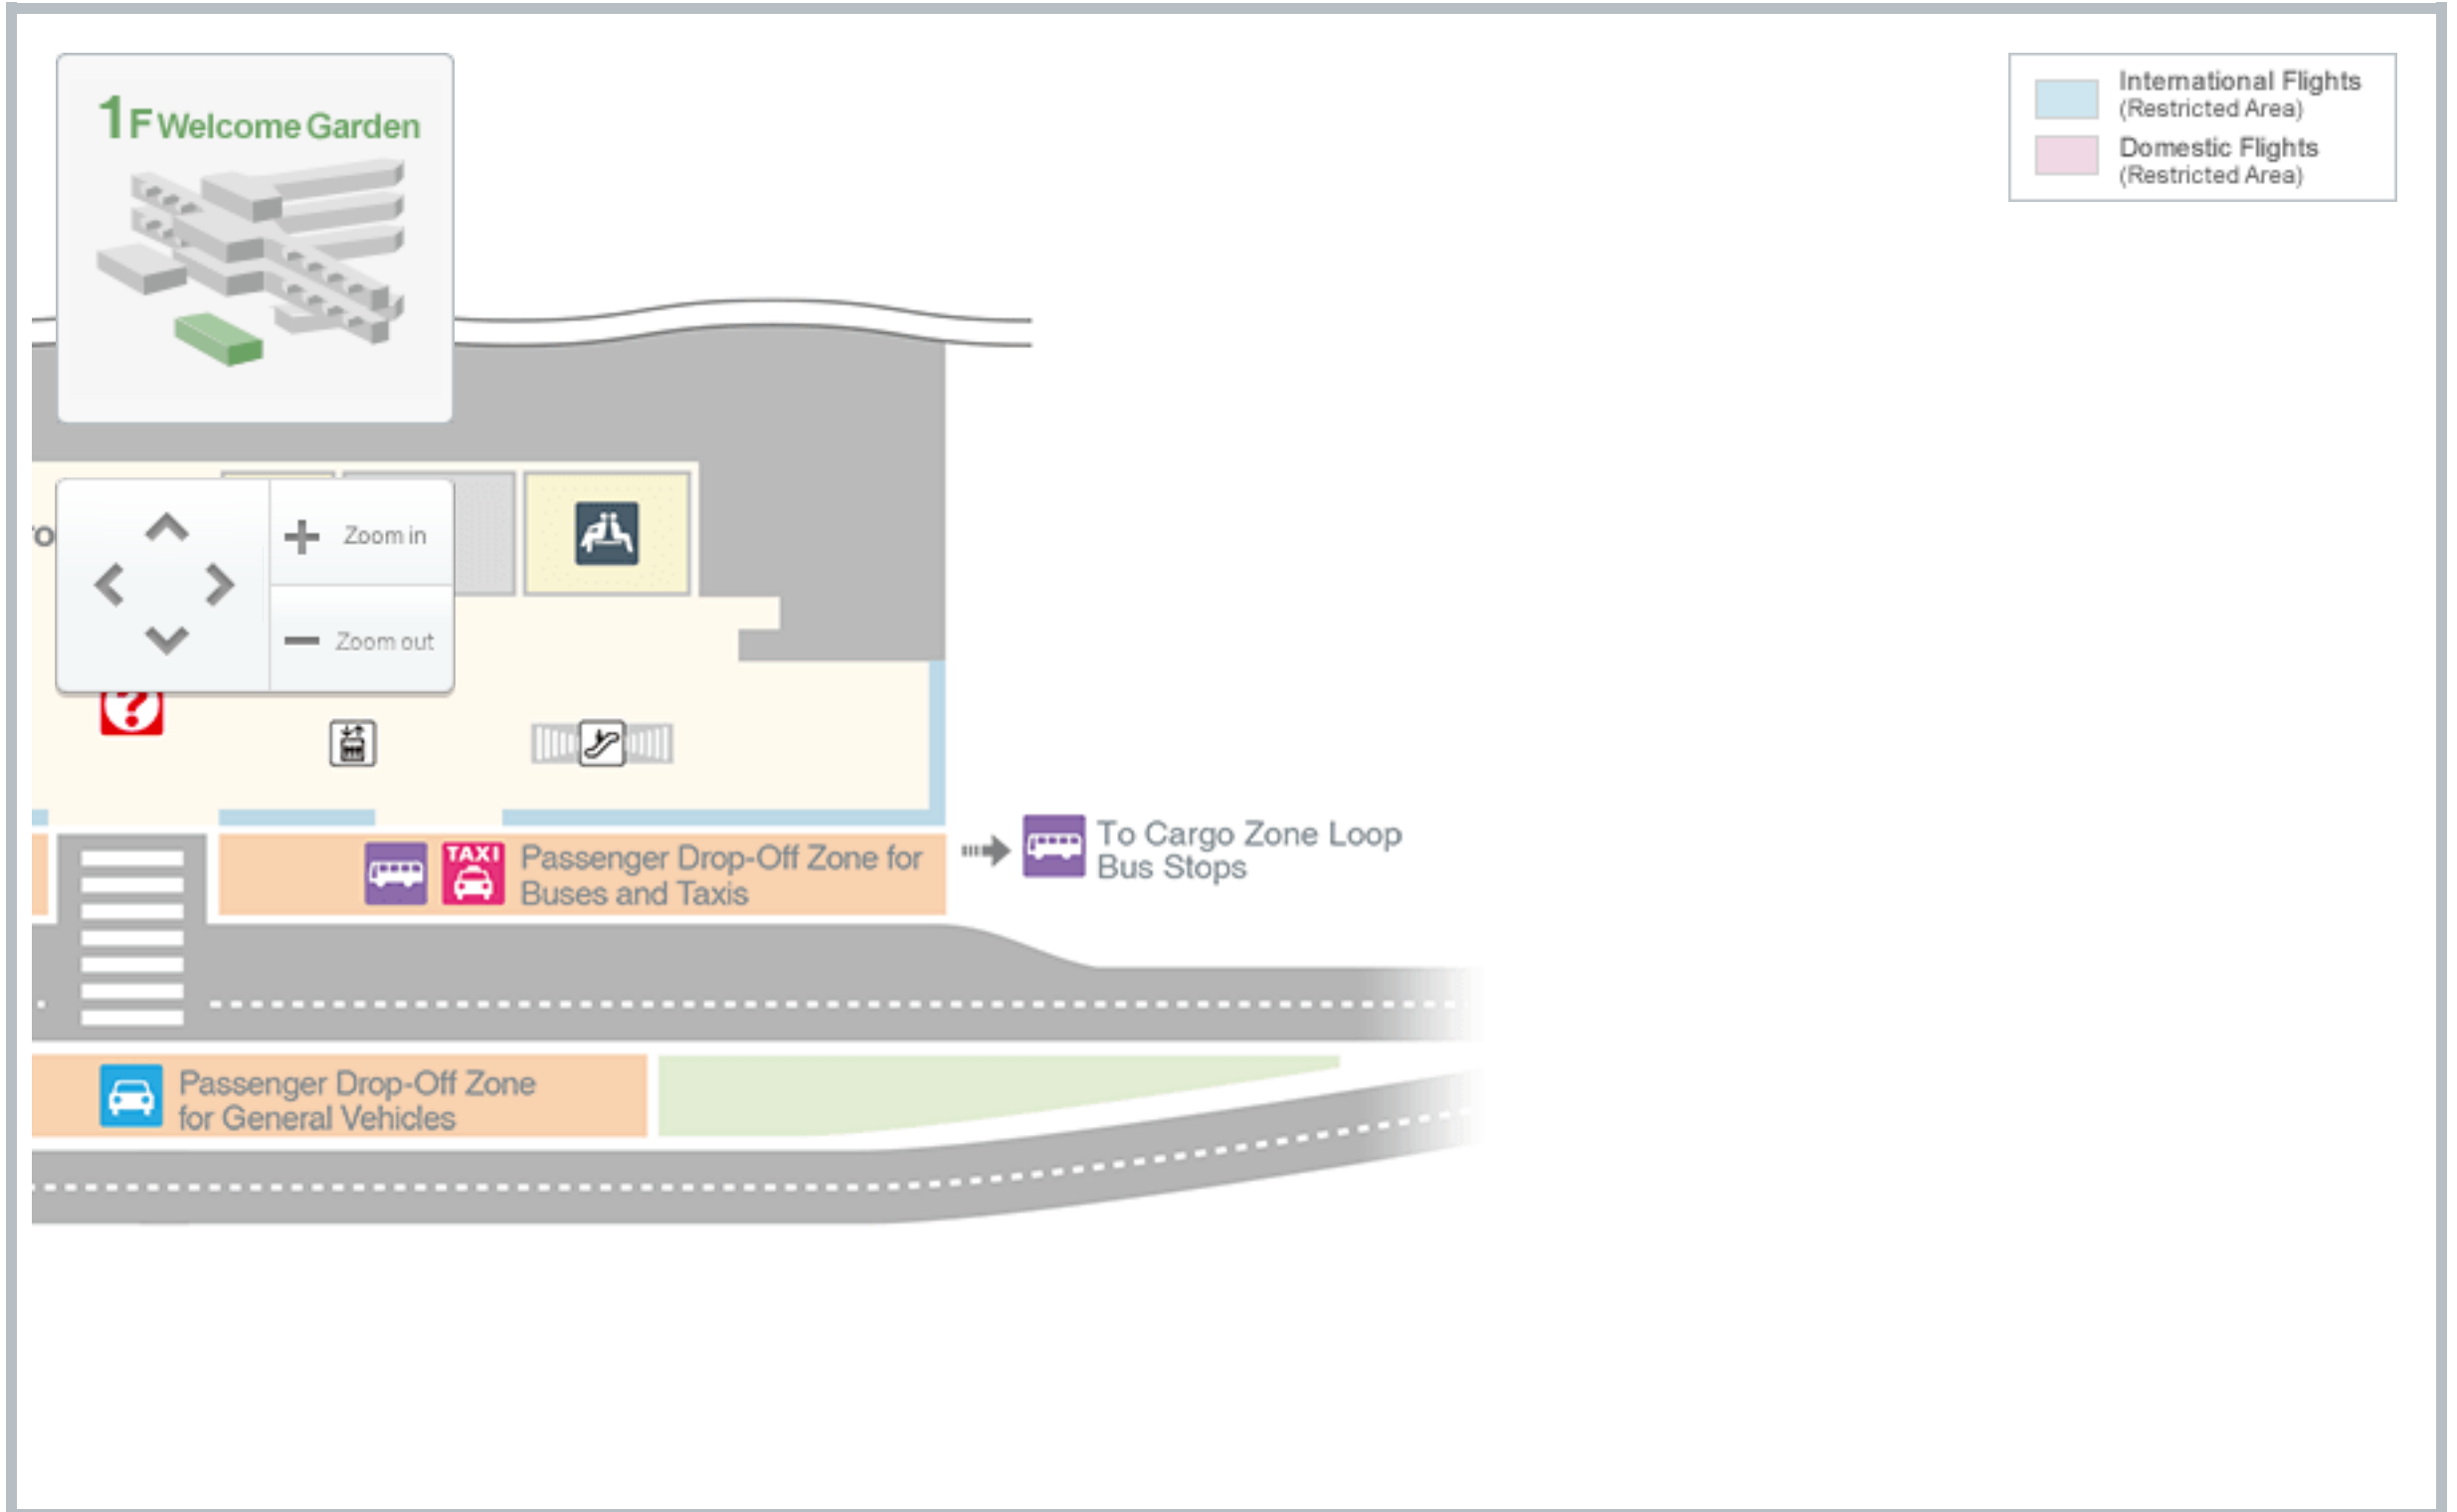 1F Welcome Garden
International Flights
(Restricted Area)
Domestic Flights
(Restricted Area)
Zoom in
Zoom out
?
TAXI
Passenger Drop-Off Zone for
Buses and Taxis
To Cargo Zone Loop
Bus Stops
Passenger Drop-Off Zone
for General Vehicles